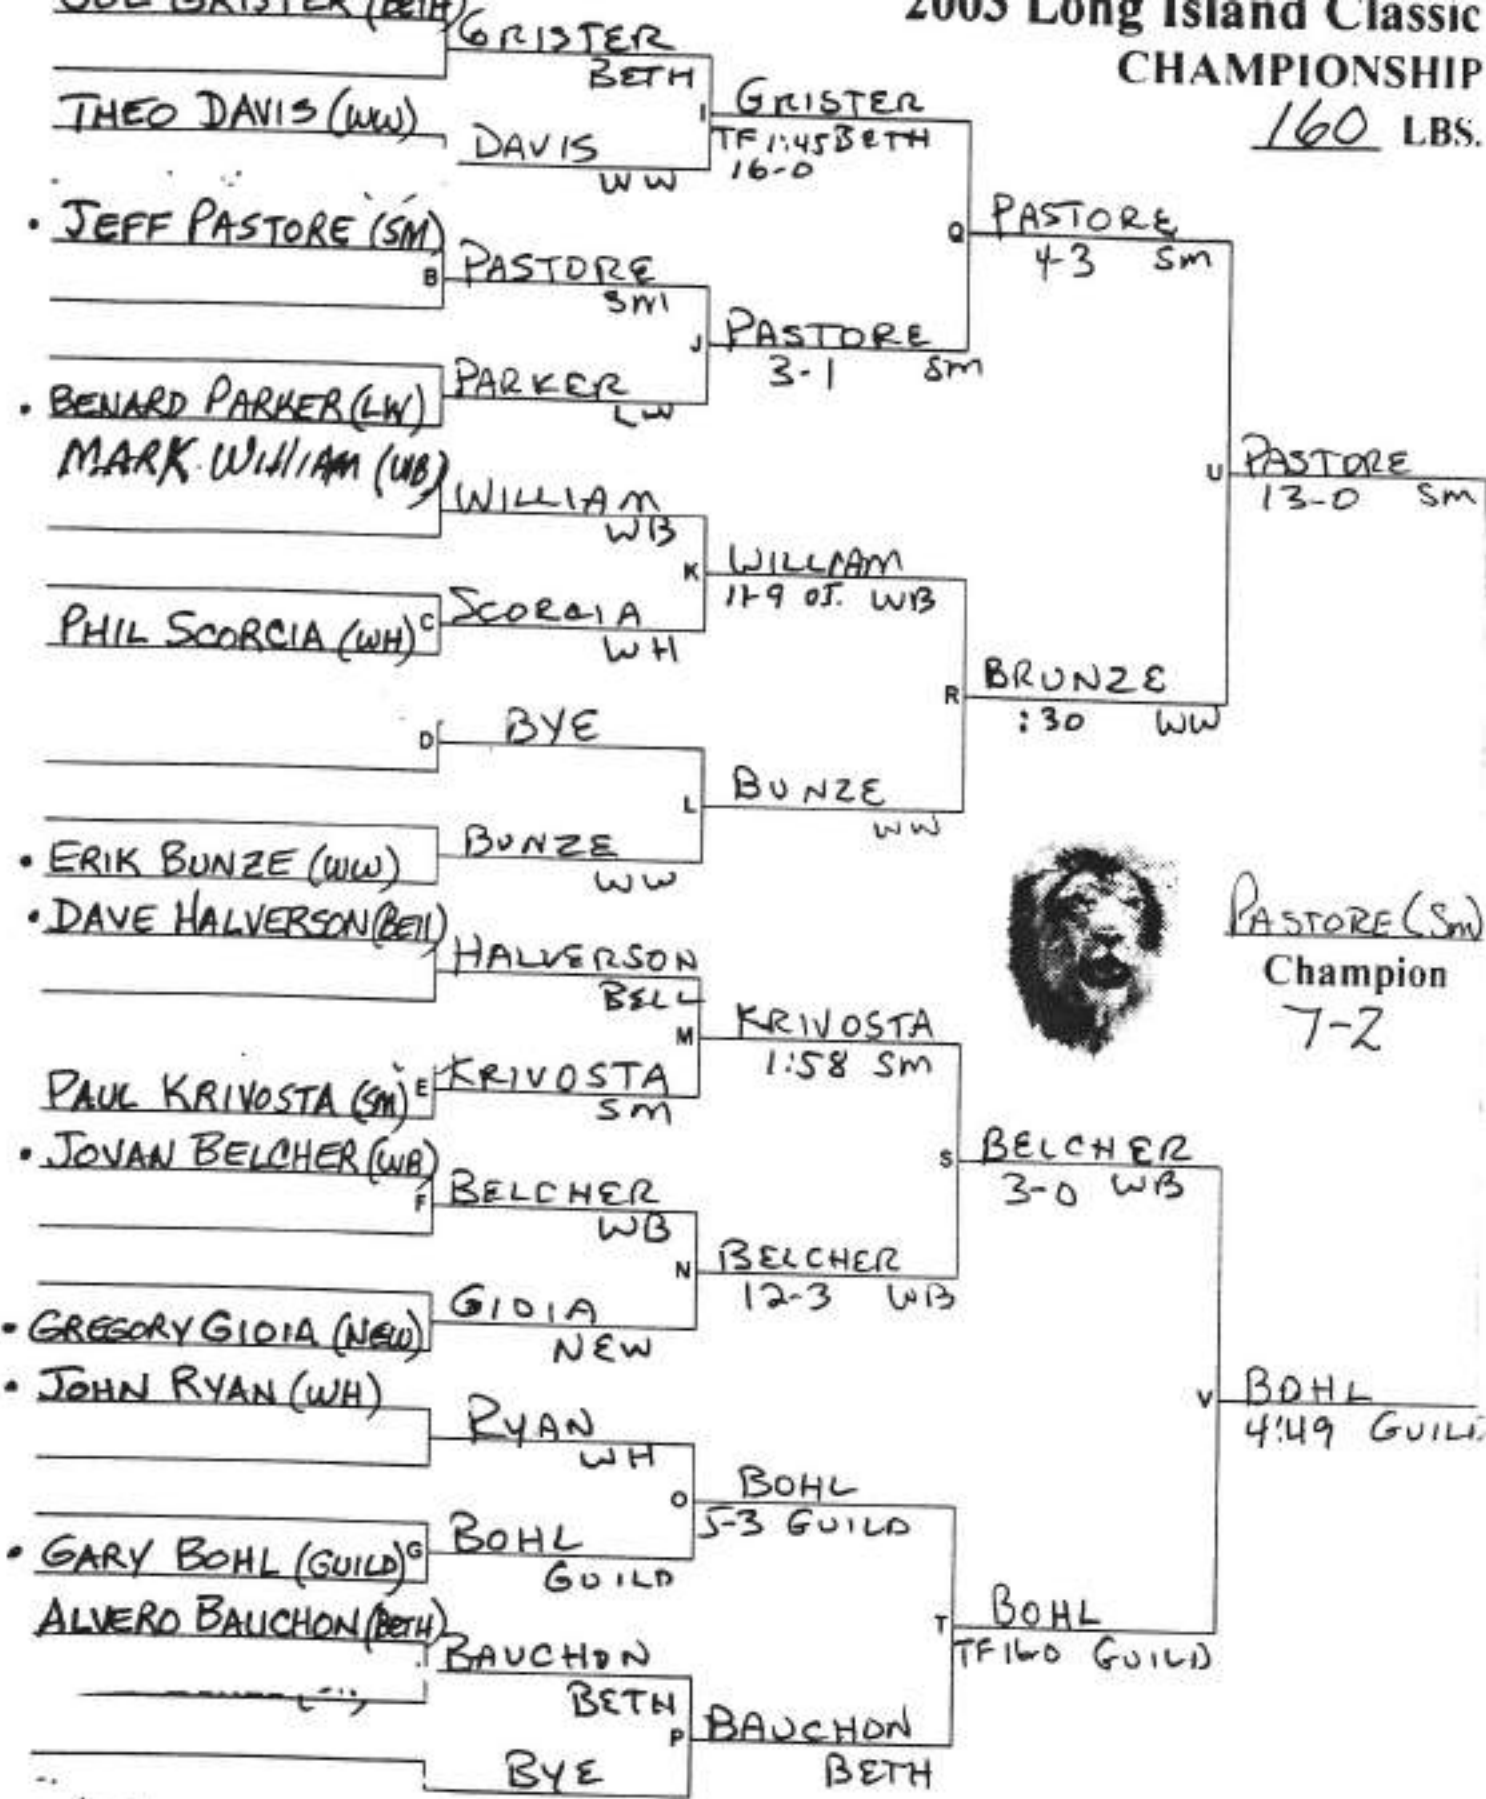 GRISTER (BETH)
2003 Long Island Classic
CHAMPIONSHIP
160 LBS.
GRISTER
BETH
THEO DAVIS (WW)
DAVIS
WW
I
GRISTER
TF 1:45 BETH
16-0
• JEFF PASTORE (SM)
B
PASTORE
SM
J
PASTORE
3-1 SM
Q
PASTORE
4-3 SM
PARKER
LW
• BENARD PARKER (LW)
MARK WILLIAM (WB)
WILLIAM
WB
K
WILLIAM
11-9 OT. WB
U
PASTORE
13-0 SM
PHIL SCORCIA (WH)
C
SCORCIA
WH
R
BRUNZE
:30 WW
D
BYE
L
BUNZE
WW
• ERIK BUNZE (WW)
BUNZE
WW
• DAVE HALVERSON (BELL)
HALVERSON
BELL
M
KRIVOSTA
1:58 SM
PASTORE (SM)
Champion
7-2
PAUL KRIVOSTA (SM)
E
KRIVOSTA
SM
• JOVAN BELCHER (WB)
F
BELCHER
WB
S
BELCHER
3-0 WB
N
BELCHER
12-3 WB
• GREGORY GIOIA (NEW)
GIOIA
NEW
• JOHN RYAN (WH)
RYAN
WH
V
BOHL
4:49
O
BOHL
5-3 GUILD
• GARY BOHL (GUILD)
G
BOHL
GUILD
ALVERO BAUCHON (BETH)
BAUCHON
BETH
T
BOHL
TF 16-0 GUILD
P
BAUCHON
BETH
BYE